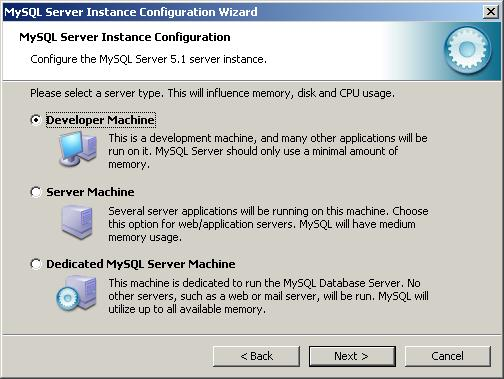 MySQL Server Instance Configuration Wizard
MySQL Server Instance Configuration
Configure the MySQL Server 5.1 server instance.
Please select a server type. This will influence memory, disk and CPU usage.
Developer Machine
This is a development machine, and many other applications will be
run on it. MySQL Server should only use a minimal amount of
memory.
Server Machine
Several server applications will be running on this machine. Choose
this option for web/application servers. MySQL will have medium
memory usage.
Dedicated MySQL Server Machine
This machine is dedicated to run the MySQL Database Server. No
other servers, such as a web or mail server, will be run. MySQL will
utilize up to all available memory.
< Back
Next >
Cancel